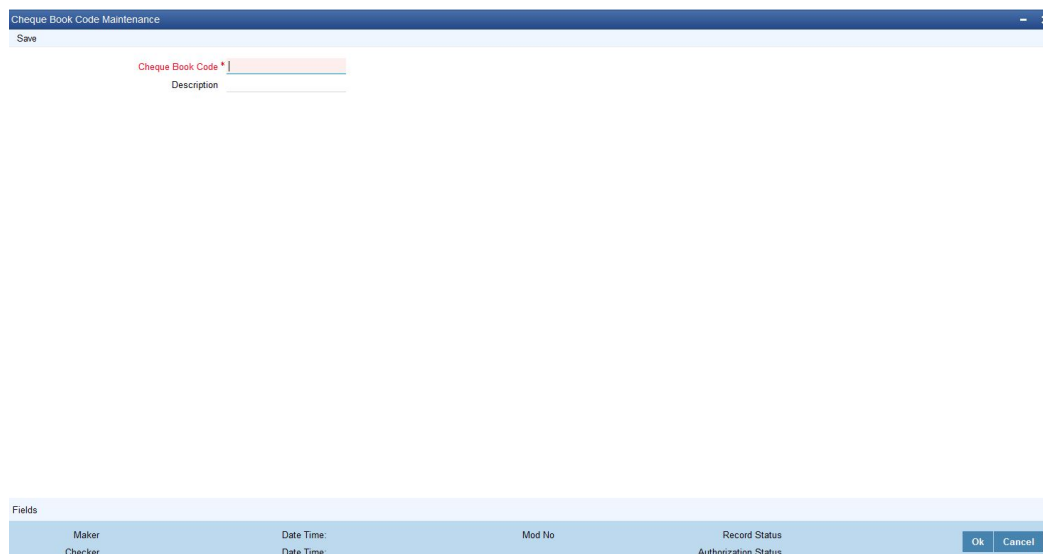 Cheque Book Code Maintenance
Save
Cheque Book Code *
Description
Fields
Maker Date Time: Mod No Record Status
Checker Date Time: Authorization Status
Ok Cancel